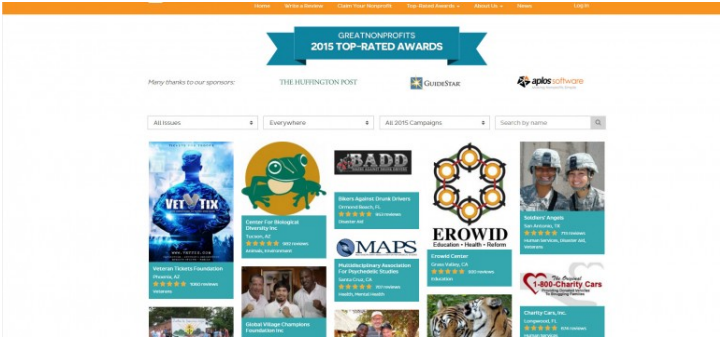 Home Write a Review Claim Your Nonprofit Top-Rated Awards About Us News Log In
GREATNONPROFITS
2015 TOP-RATED AWARDS
Many thanks to our sponsors:
THE HUFFINGTON POST
GUIDESTAR
aplos software
All Issues
Everywhere
All 2015 Campaigns
Search by name
VET TIX
Veteran Tickets Foundation
Phoenix, AZ
Veterans
Center For Biological
Diversity Inc
Tucson, AZ
Animals, Environment
Global Village Champions
Foundation Inc
BADD
Bikers Against Drunk Drivers
Ormond Beach, FL
Disaster Aid
MAPS
Multidisciplinary Association
For Psychedelic Studies
Santa Cruz, CA
Health, Mental Health
EROWID
Education • Health • Reform
Erowid Center
Grass Valley, CA
Education
Soldiers' Angels
San Antonio, TX
Human Services, Disaster Aid,
Veterans
The Original
1-800-Charity Cars
Charity Cars, Inc.
Longwood, FL